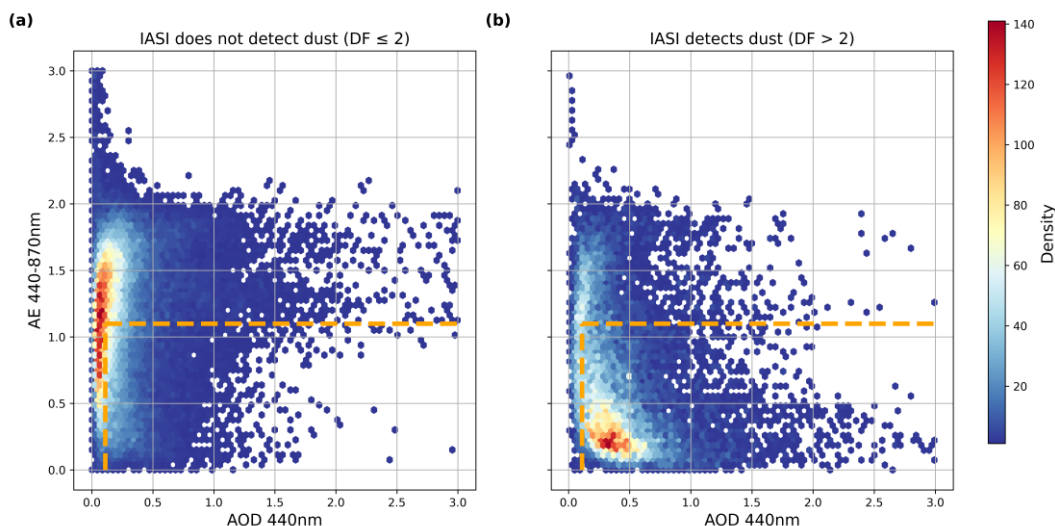 (a)
IASI does not detect dust (DF ≤ 2)
AE 440-870nm
3.0
2.5
2.0
1.5
1.0
0.5
0.0
0.0 0.5 1.0 1.5 2.0 2.5 3.0
AOD 440nm
(b)
IASI detects dust (DF > 2)
3.0
2.5
2.0
1.5
1.0
0.5
0.0
0.0 0.5 1.0 1.5 2.0 2.5 3.0
AOD 440nm
140
120
100
80
60
40
20
Density